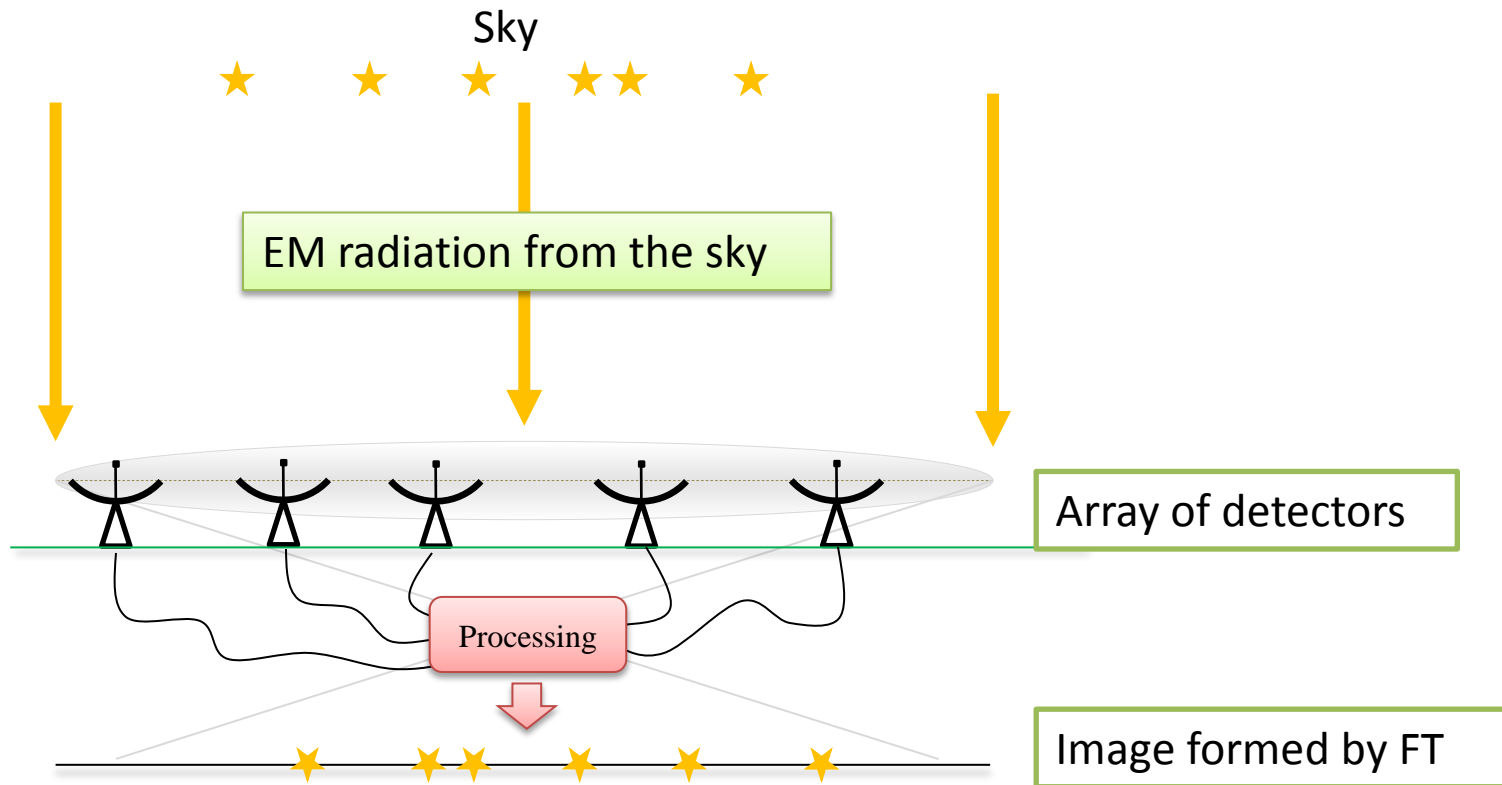 Sky
EM radiation from the sky
Array of detectors
Processing
Image formed by FT